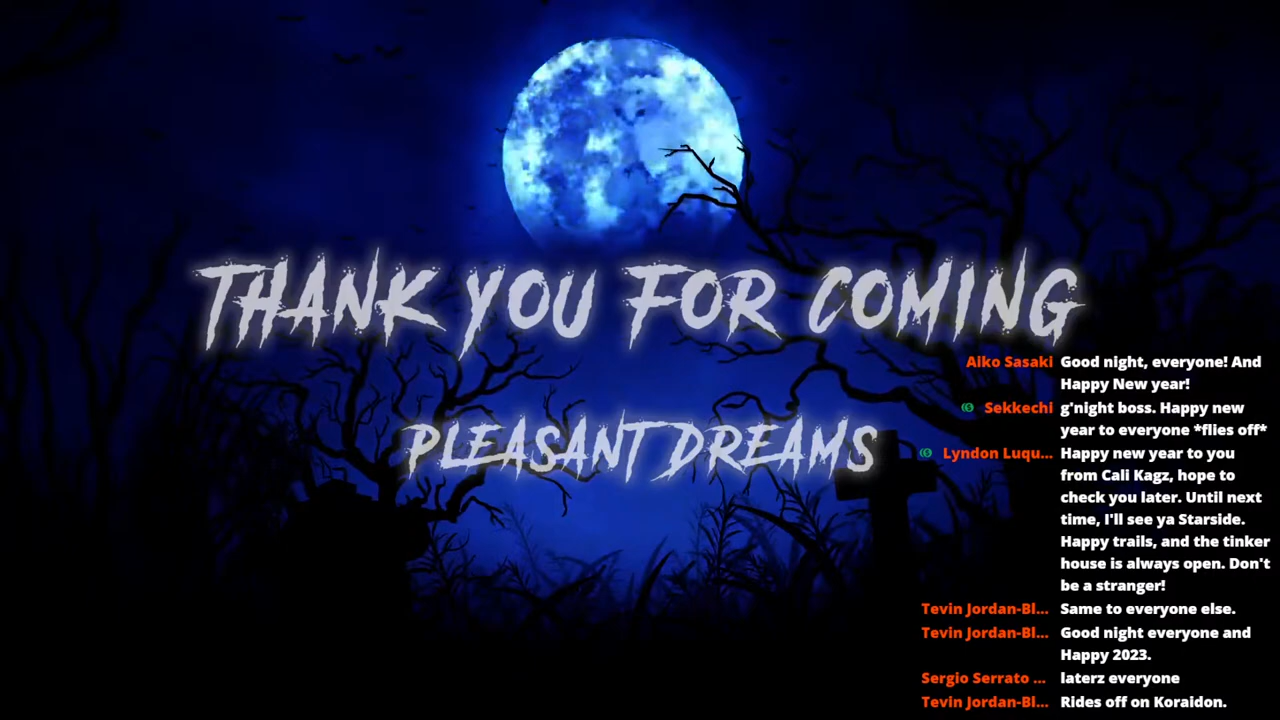 THANK YOU FOR COMING
PLEASANT DREAMS
Aiko Sasaki Good night, everyone! And
Happy New year!
Sekkechi g'night boss. Happy new
year to everyone *flies off*
Lyndon Luqu... Happy new year to you
from Cali Kagz, hope to
check you later. Until next
time, I'll see ya Starside.
Happy trails, and the tinker
house is always open. Don't
be a stranger!
Tevin Jordan-Bl... Same to everyone else.
Tevin Jordan-Bl... Good night everyone and
Happy 2023.
Sergio Serrato ... laterz everyone
Tevin Jordan-Bl... Rides off on Koraidon.